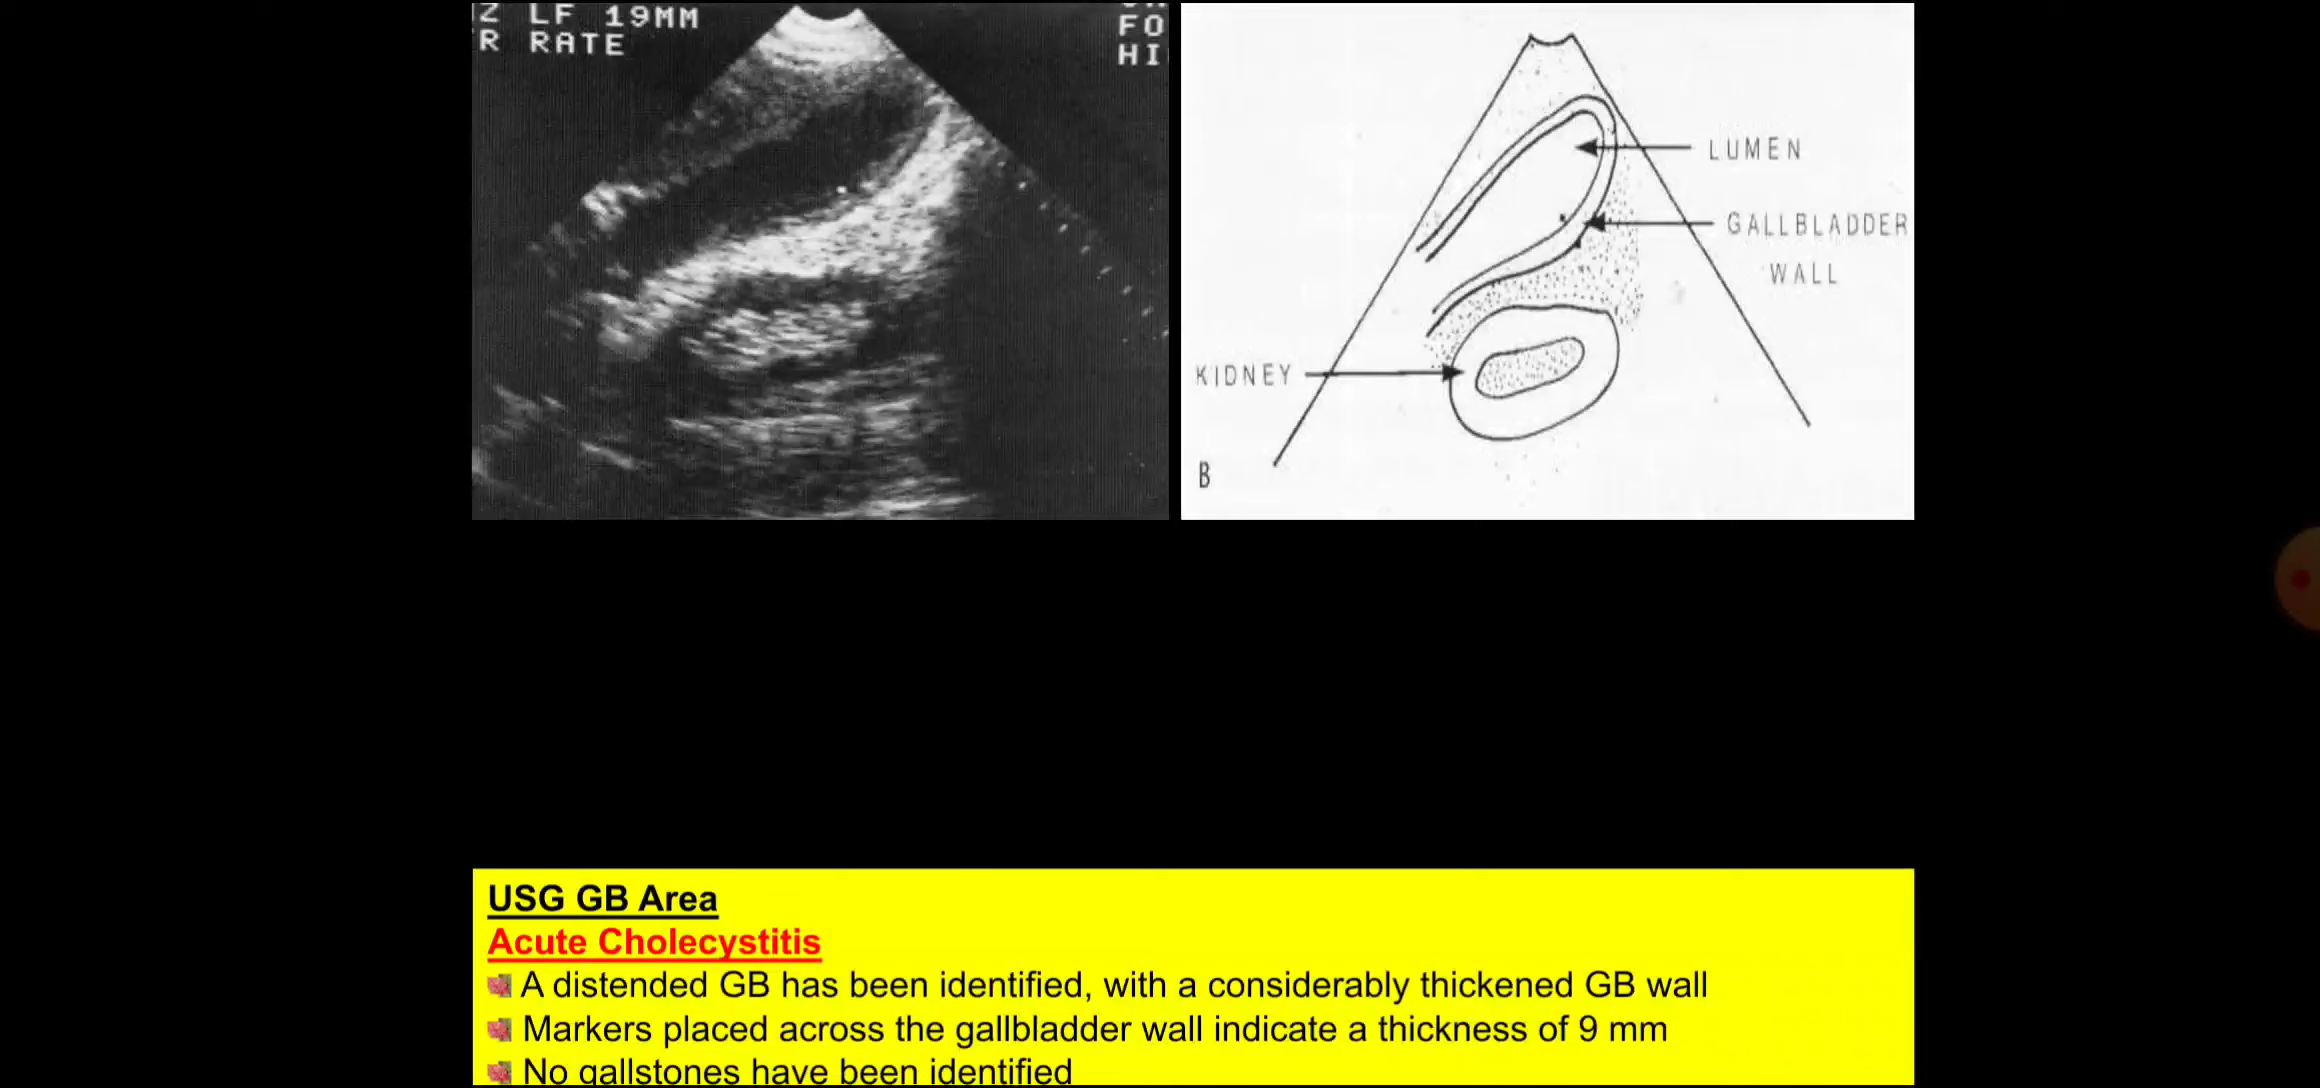 Z LF 19MM
R RATE
FO
HI
LUMEN
GALLBLADDER
WALL
KIDNEY
B
USG GB Area
Acute Cholecystitis
A distended GB has been identified, with a considerably thickened GB wall
Markers placed across the gallbladder wall indicate a thickness of 9 mm
No gallstones have been identified